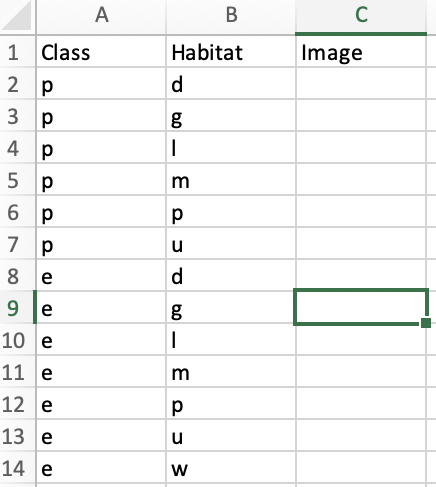 A B C
1 Class Habitat Image
2 p d
3 p g
4 p l
5 p m
6 p p
7 p u
8 e d
9 e g
10 e l
11 e m
12 e p
13 e u
14 e w